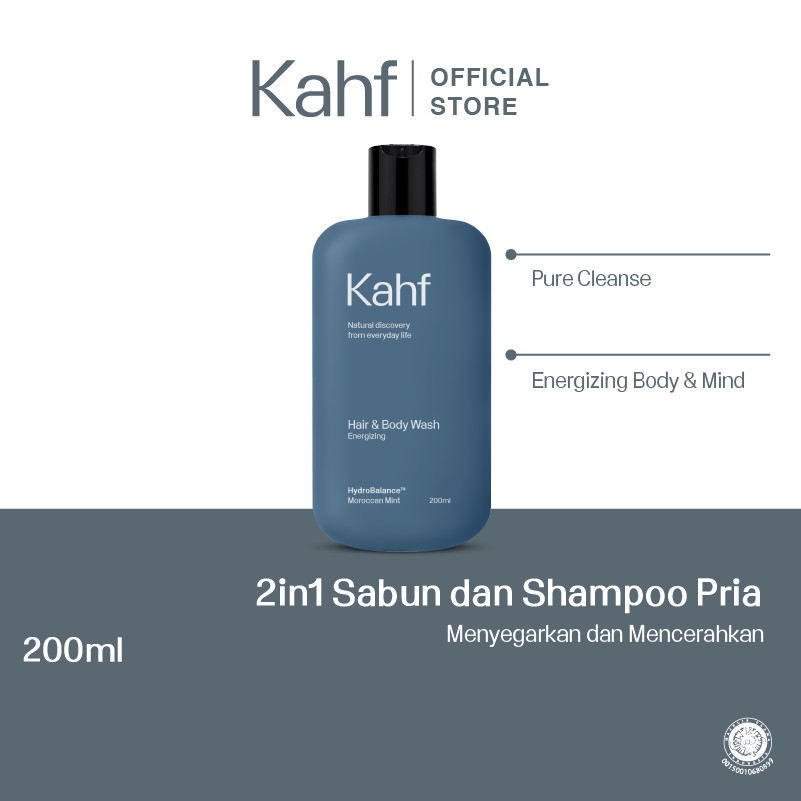 Kahf
OFFICIAL
STORE
Kahf
Natural discovery
from everyday life
Hair & Body Wash
Energizing
HydroBalance™
Moroccan Mint 200ml
Pure Cleanse
Energizing Body & Mind
2in1 Sabun dan Shampoo Pria
Menyegarkan dan Mencerahkan
200ml
00150010680899